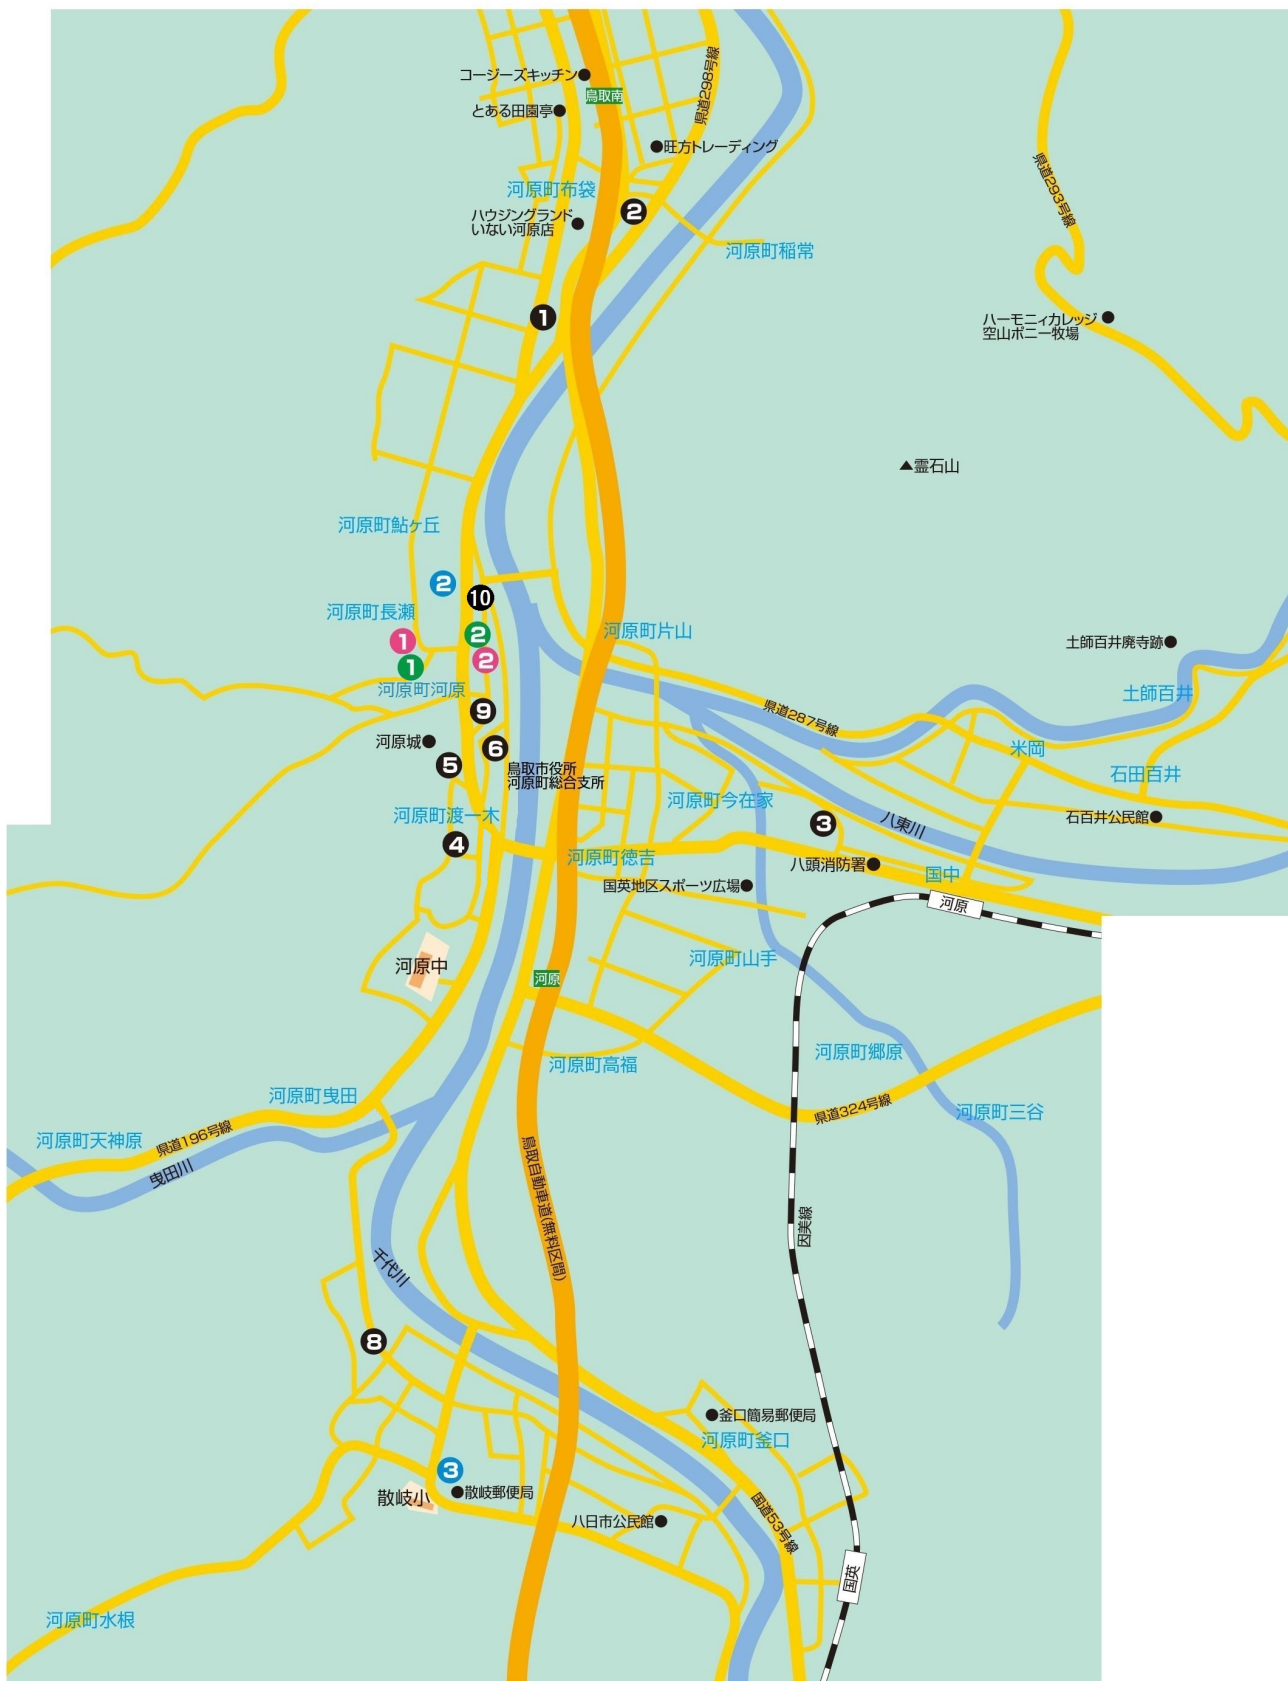 コージーズキッチン
鳥取南
とある田園亭
県道298号線
旺方トレーディング
県道293号線
河原町布袋
2
ハウジングランド
いない河原店
河原町稲常
1
ハーモニィカレッジ
空山ポニー牧場
霊石山
河原町鮎ヶ丘
2
10
河原町長瀬
1
2
河原町片山
土師百井廃寺跡
1
2
河原町河原
土師百井
9
県道287号線
河原城
6
米岡
5
鳥取市役所
河原町総合支所
石田百井
河原町今在家
河原町渡一木
3
八東川
石百井公民館
4
河原町徳吉
八頭消防署
国中
国英地区スポーツ広場
河原
河原中
河原町山手
河原
河原町高福
河原町郷原
河原町曳田
県道324号線
河原町三谷
河原町天神原
県道196号線
曳田川
鳥取自動車道(無料区間)
因美線
千代川
8
釜口簡易郵便局
河原町釜口
3
散岐小
散岐郵便局
八日市公民館
国道53号線
国英
河原町水根